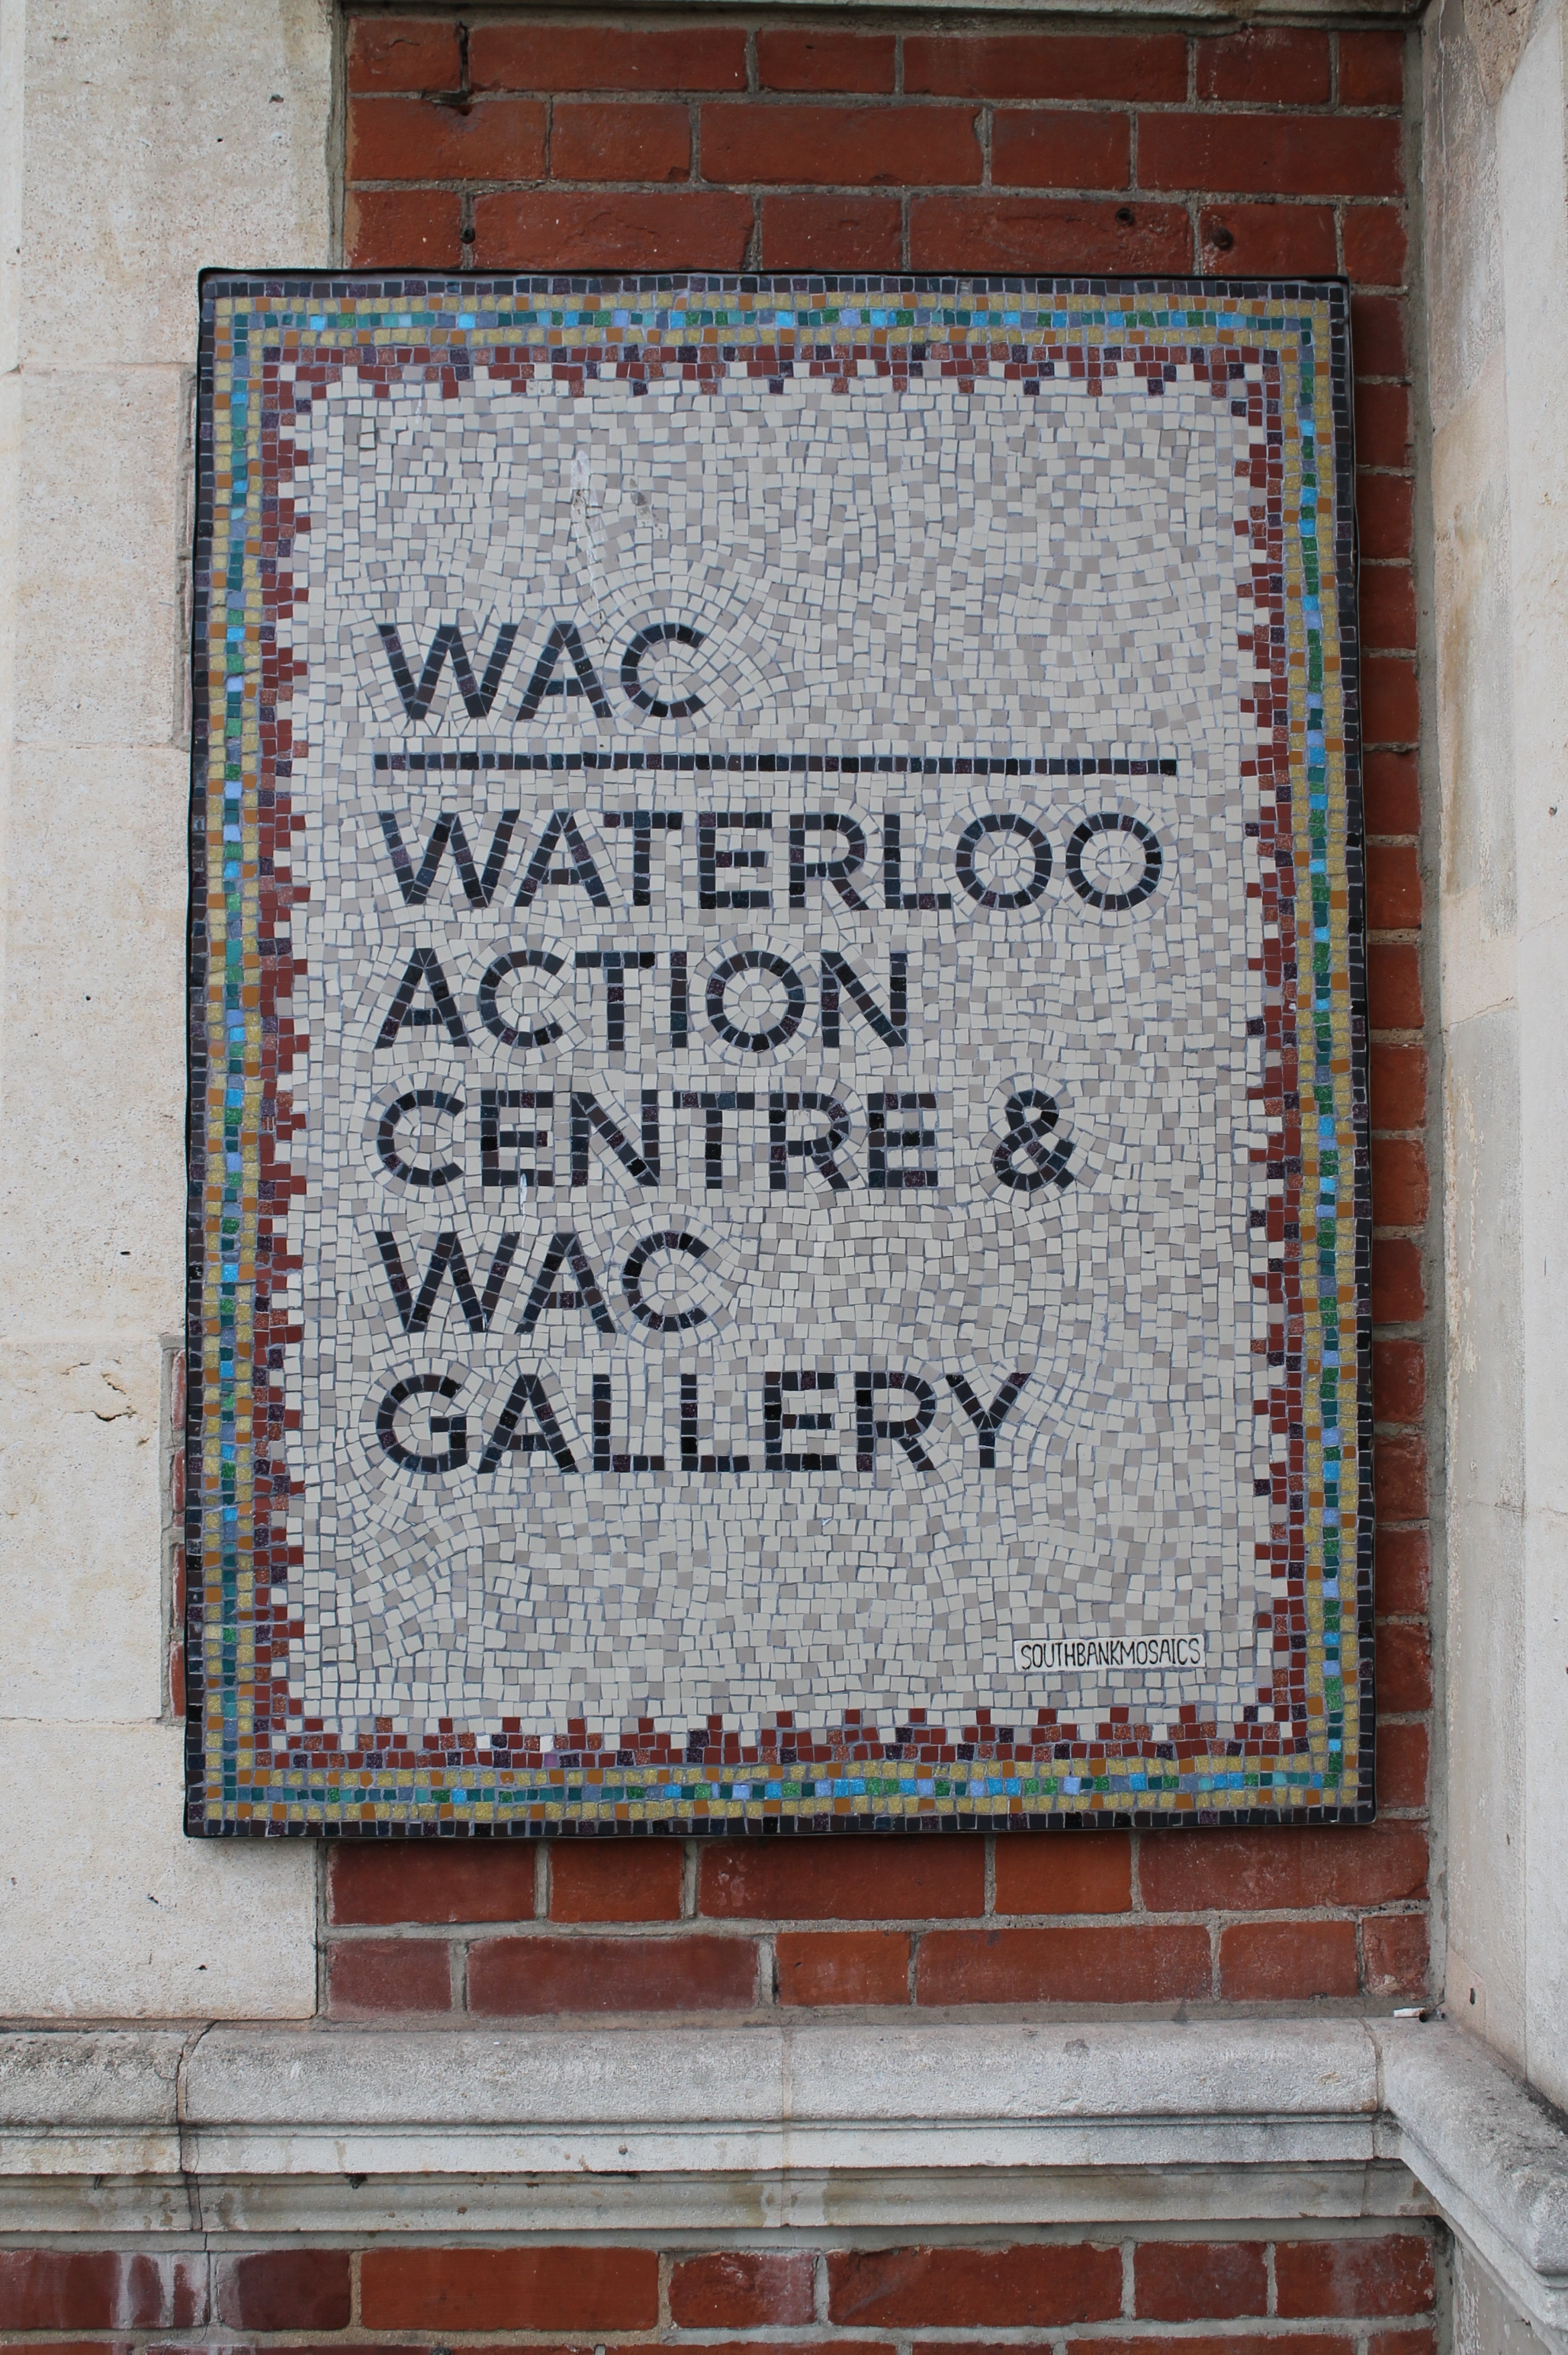 WAC
WATERLOO
ACTION
CENTRE &
WAC
GALLERY
SOUTHBANKMOSAICS